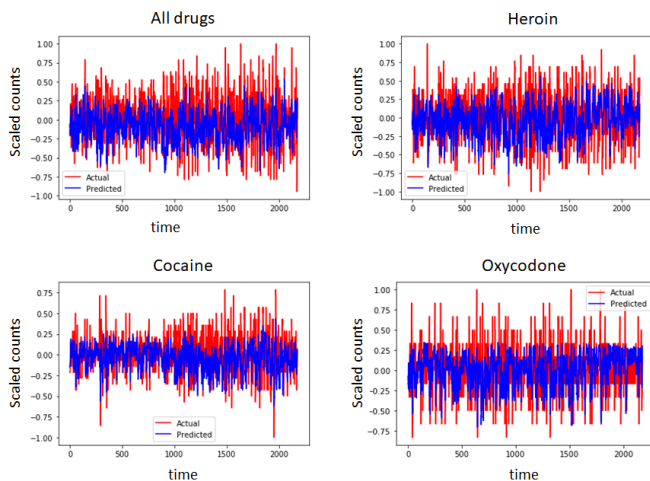 All drugs
Scaled counts
1.00
0.75
0.50
0.25
0.00
−0.25
−0.50
−0.75
−1.00
Actual
Predicted
0 500 1000 1500 2000
time
Heroin
Scaled counts
1.00
0.75
0.50
0.25
0.00
−0.25
−0.50
−0.75
−1.00
Actual
Predicted
0 500 1000 1500 2000
time
Cocaine
Scaled counts
0.75
0.50
0.25
0.00
−0.25
−0.50
−0.75
−1.00
Actual
Predicted
0 500 1000 1500 2000
time
Oxycodone
Scaled counts
1.00
0.75
0.50
0.25
0.00
−0.25
−0.50
−0.75
Actual
Predicted
0 500 1000 1500 2000
time